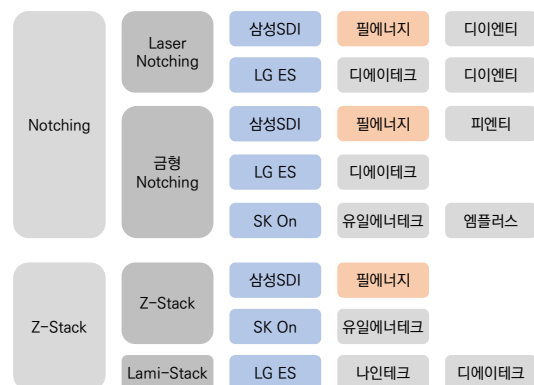 Laser
Notching
삼성SDI
필에너지
디이엔티
LG ES
디에이테크
디이엔티
Notching
금형
Notching
삼성SDI
필에너지
피엔티
LG ES
디에이테크
SK On
유일에너테크
엠플러스
Z-Stack
Z-Stack
삼성SDI
필에너지
SK On
유일에너테크
Lami-Stack
LG ES
나인테크
디에이테크